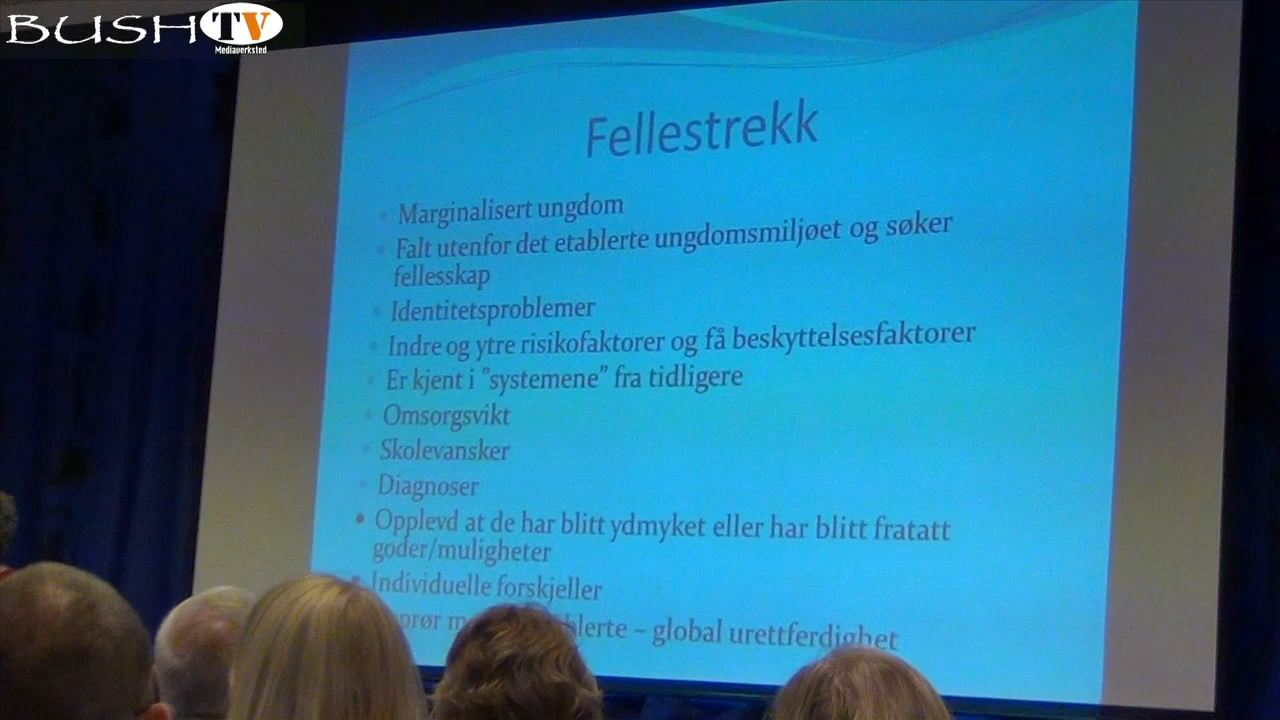 BUSHTV
Mediaverksted
Fellestrekk
Marginalisert ungdom
Falt utenfor det etablerte ungdomsmiljøet og søker
fellesskap
Identitetsproblemer
Indre og ytre risikofaktorer og få beskyttelsesfaktorer
Er kjent i ”systemene” fra tidligere
Omsorgsvikt
Skolevansker
Diagnoser
Opplevd at de har blitt ydmyket eller har blitt fratatt
goder/muligheter
Individuelle forskjeller
– global urettferdighet